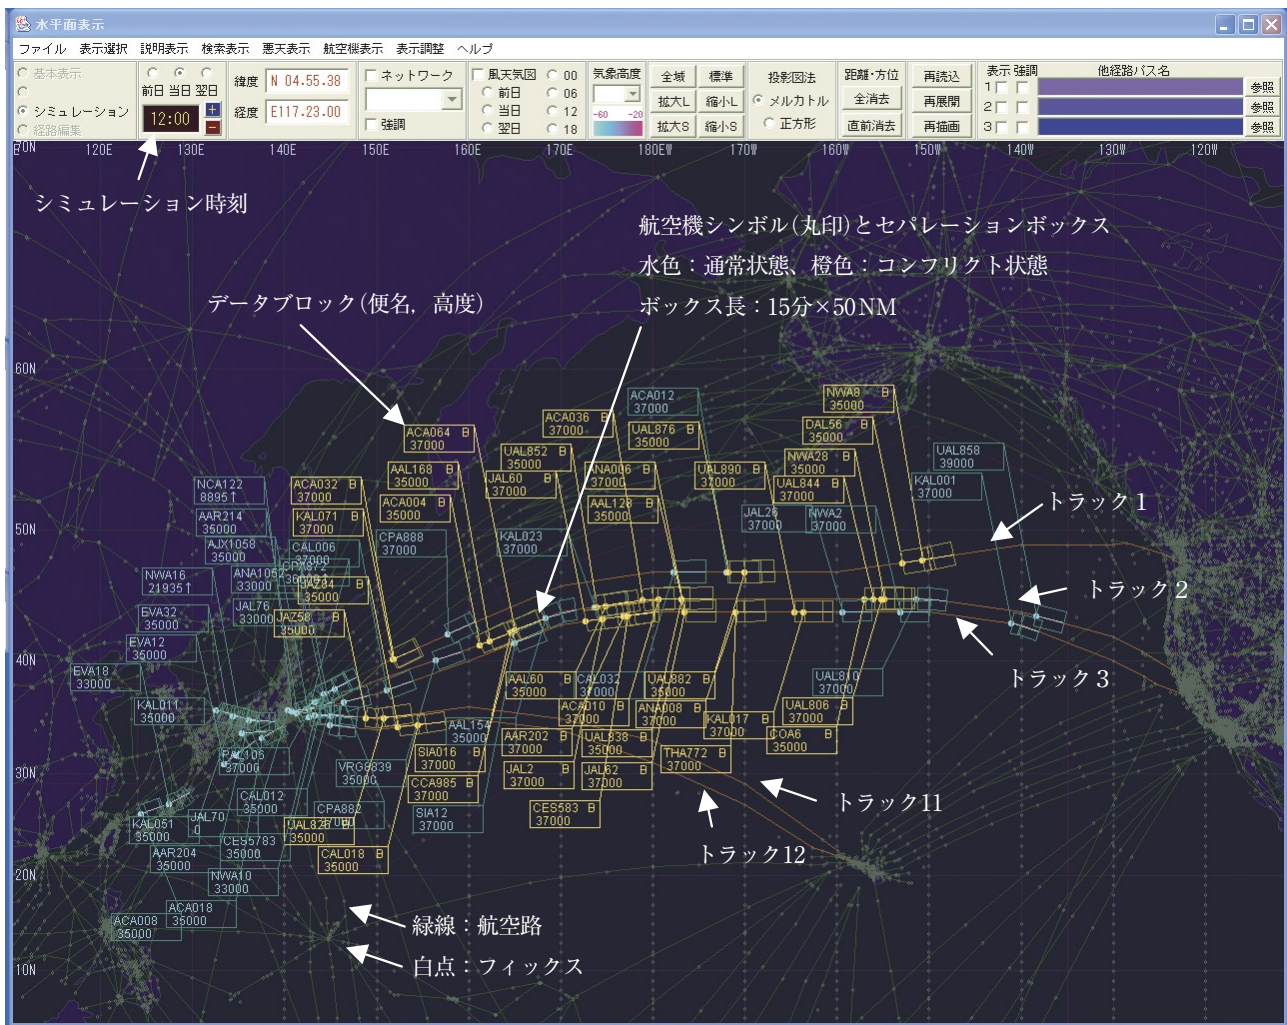 水平面表示
ファイル 表示選択 説明表示 検索表示 悪天表示 航空機表示 表示調整 ヘルプ
基本表示
シミュレーション
経路編集
前日 当日 翌日
12:00
+
−
緯度 N 04.55.38
経度 E117.23.00
ネットワーク
強調
風天気図
前日
当日
翌日
00
06
12
18
気象高度
-60 -20
全域 標準
拡大L 縮小L
拡大S 縮小S
投影図法
メルカトル
正方形
距離・方位
全消去
直前消去
再読込
再展開
再描画
表示 強調 他経路パス名
1 参照
2 参照
3 参照
70N 120E 130E 140E 150E 160E 170E 180E 170W 160W 150W 140W 130W 120W
60N
50N
40N
30N
20N
10N
シミュレーション時刻
航空機シンボル(丸印)とセパレーションボックス
水色：通常状態、橙色：コンフリクト状態
ボックス長：15分×50NM
データブロック(便名，高度)
トラック1
トラック2
トラック3
トラック11
トラック12
緑線：航空路
白点：フィックス
ACA012
37000
NWA8 B
35000
ACA036 B
37000
UAL876 B
35000
DAL56 B
35000
ACA064 B
37000
UAL852 B
35000
UAL858
39000
NWA28 B
35000
AAL168 B
35000
JAL60 B
37000
ANA006 B
37000
UAL890 B
37000
UAL844 B
37000
KAL001
37000
NCA122
8895↑
ACA032 B
37000
ACA004 B
35000
AAL128 B
35000
JAL26
37000
NWA2
37000
AAR214
35000
KAL071 B
37000
CPA888
37000
KAL023
37000
AJX1058
35000
CAL006
37000
NWA16
21935↑
JAZ84 B
35000
JAL76
33000
JAZ58 B
35000
EVA32
35000
EVA12
35000
EVA18
33000
KAL011
35000
AAL60 B
35000
CAL032
37000
UAL882 B
35000
UAL810
37000
ACA010 B
37000
ANA008 B
37000
KAL017 B
37000
UAL806 B
37000
AAL154
35000
AAR202 B
37000
UAL838 B
35000
COA6 B
35000
SIA016 B
37000
THA772 B
37000
VRG8839
35000
JAL2 B
37000
JAL62 B
37000
CCA985 B
37000
CAL012
37000
SIA12
37000
CES583 B
37000
CPA882
JAL70
0
KAL051
35000
CES5783
35000
CAL018 B
35000
AAR204
35000
NWA10
33000
ACA018
35000
ACA008
35000